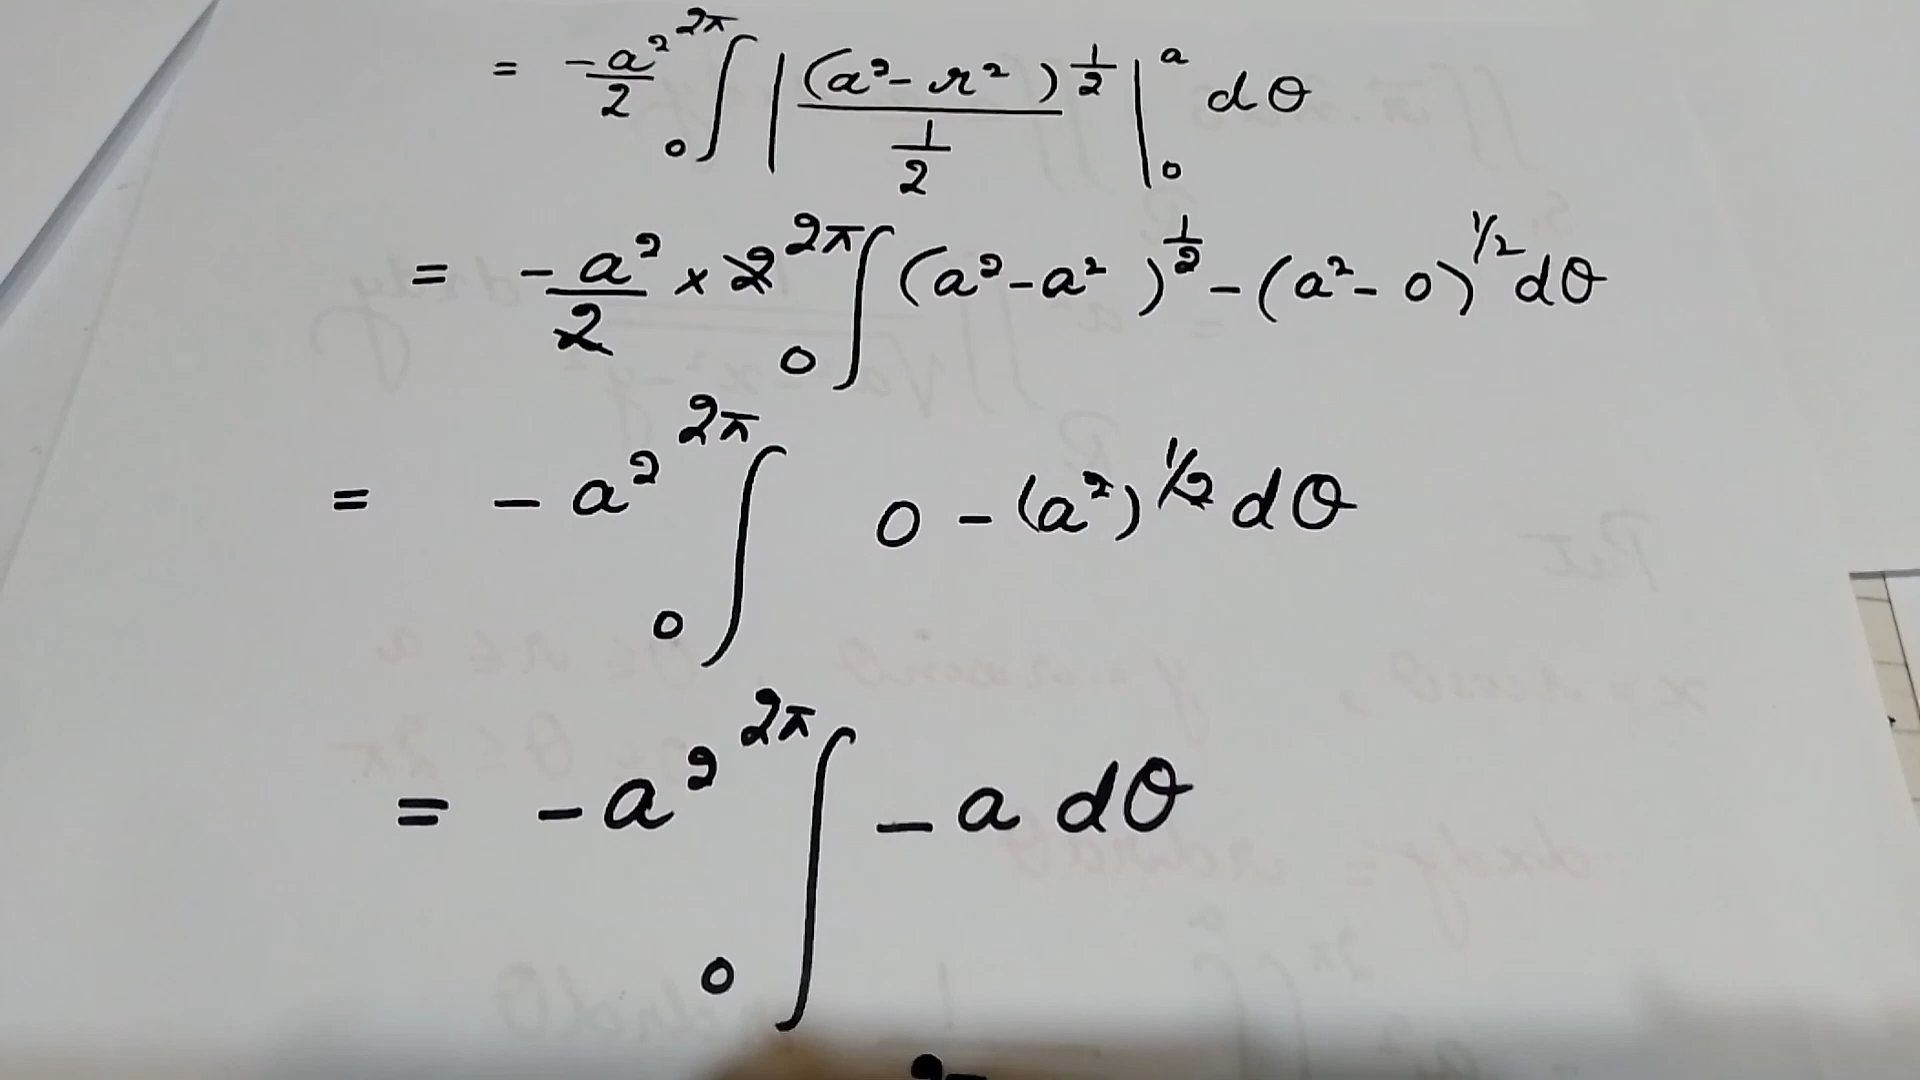 = -a²/2 ₀∫^2π |(a²-r²)^1/2 / 1/2|₀^a dθ
= -a²/2 × 2 ₀∫^2π (a²-a²)^1/2 - (a²-0)^1/2 dθ
= -a² ₀∫^2π 0 - (a²)^1/2 dθ
= -a² ₀∫^2π -a dθ